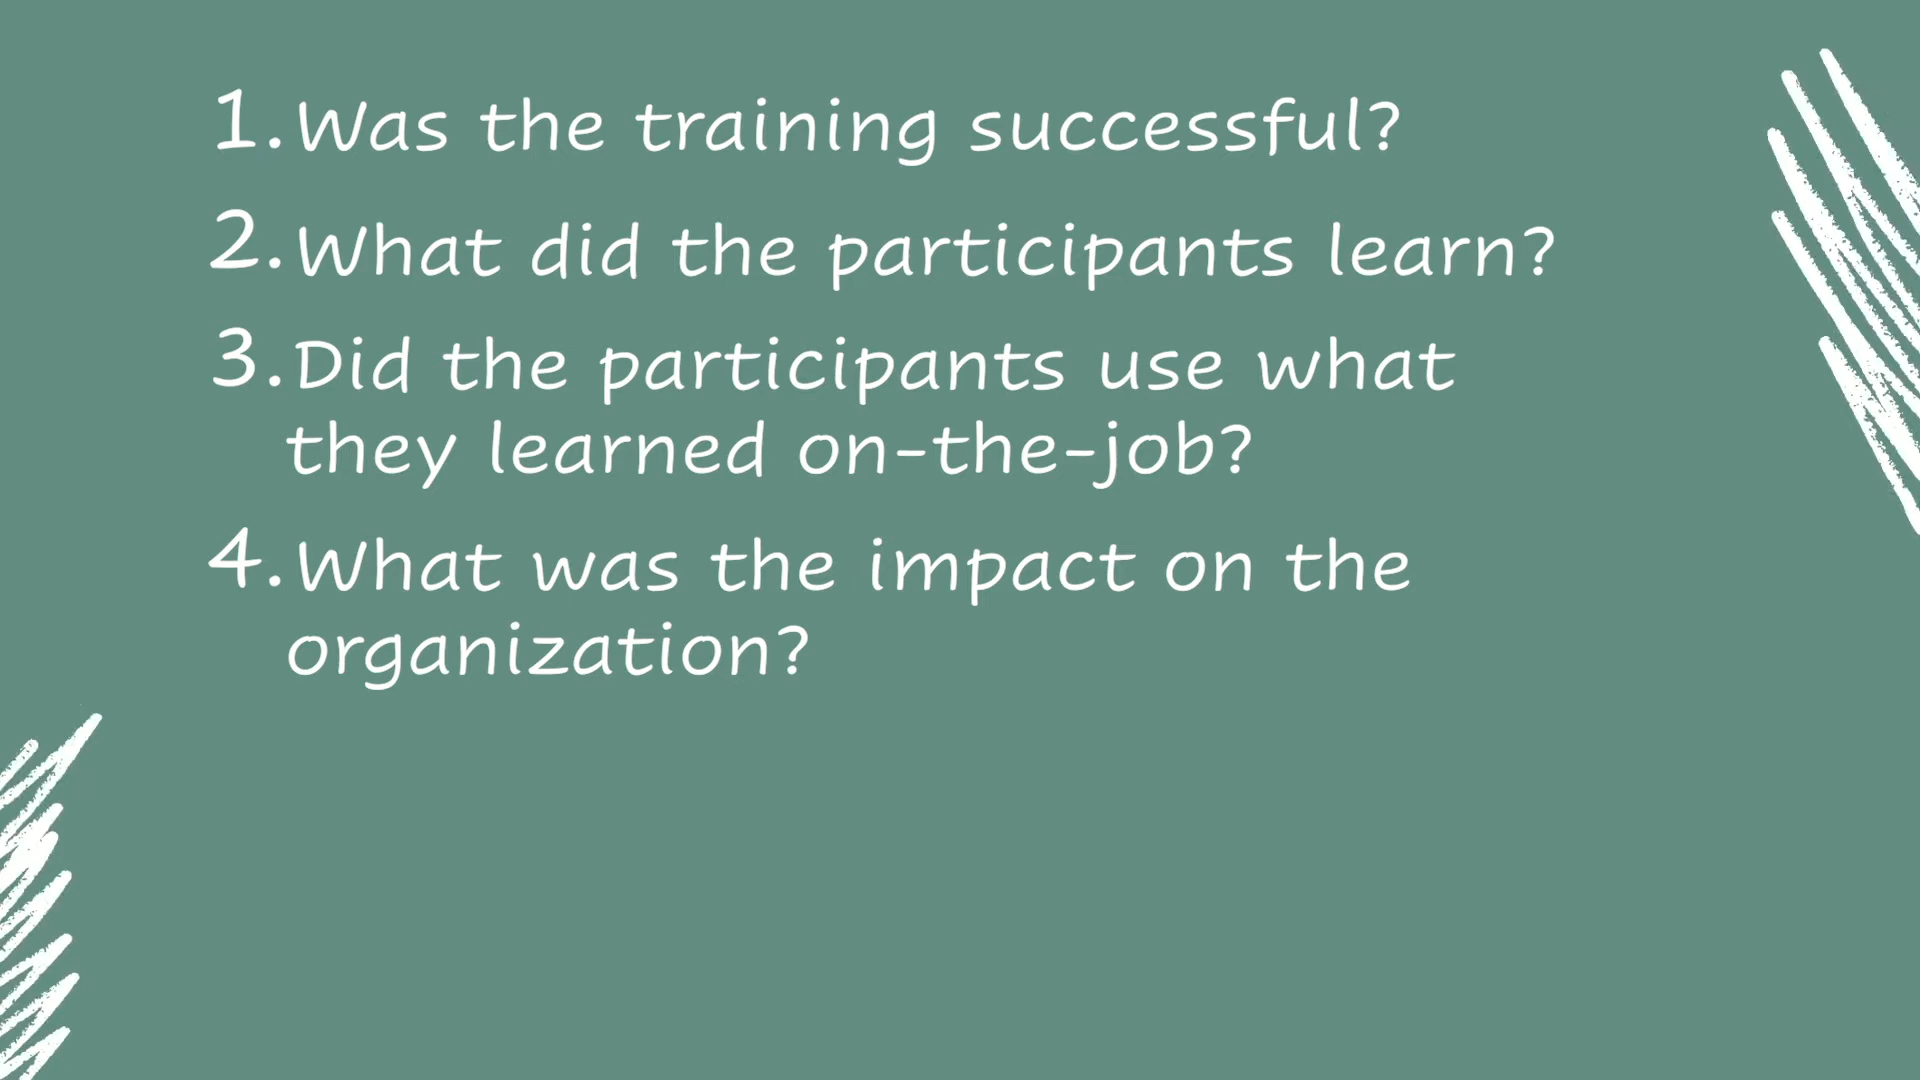 1. Was the training successful?
2. What did the participants learn?
3. Did the participants use what
they learned on-the-job?
4. What was the impact on the
organization?